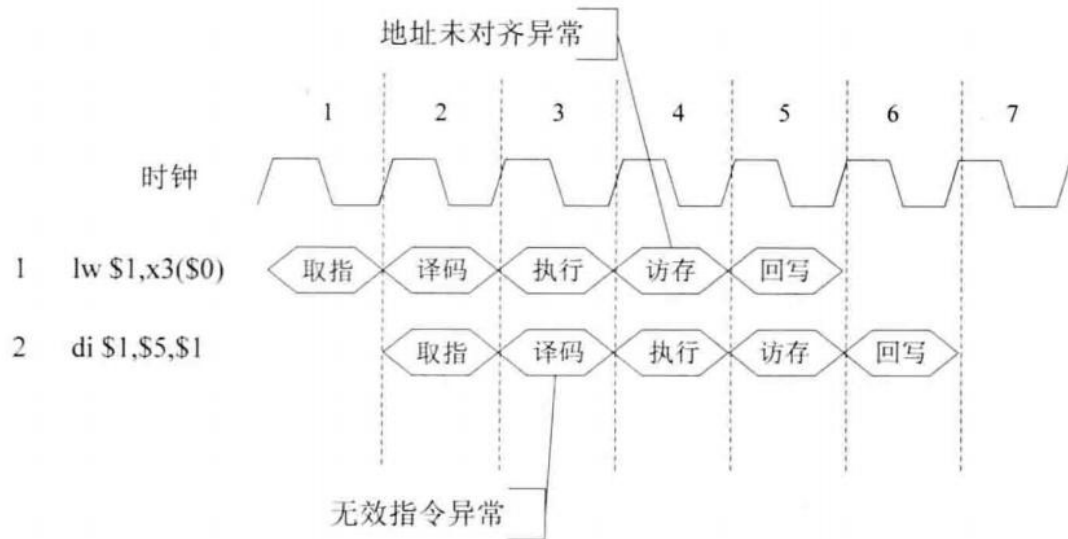 地址未对齐异常
1 2 3 4 5 6 7
时钟
1 lw $1,x3($0) 取指 译码 执行 访存 回写
2 di $1,$5,$1 取指 译码 执行 访存 回写
无效指令异常